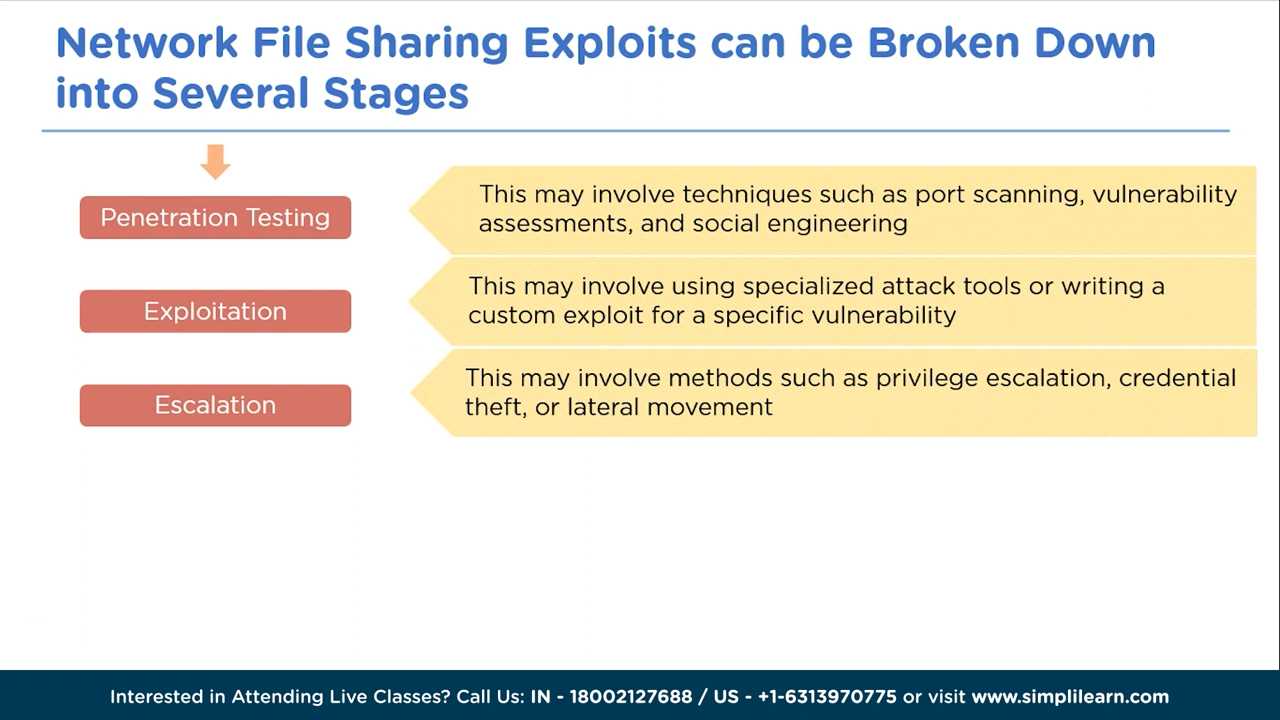 Network File Sharing Exploits can be Broken Down
into Several Stages
Penetration Testing
This may involve techniques such as port scanning, vulnerability
assessments, and social engineering
Exploitation
This may involve using specialized attack tools or writing a
custom exploit for a specific vulnerability
Escalation
This may involve methods such as privilege escalation, credential
theft, or lateral movement
Interested in Attending Live Classes? Call Us: IN - 18002127688 / US - +1-6313970775 or visit www.simplilearn.com